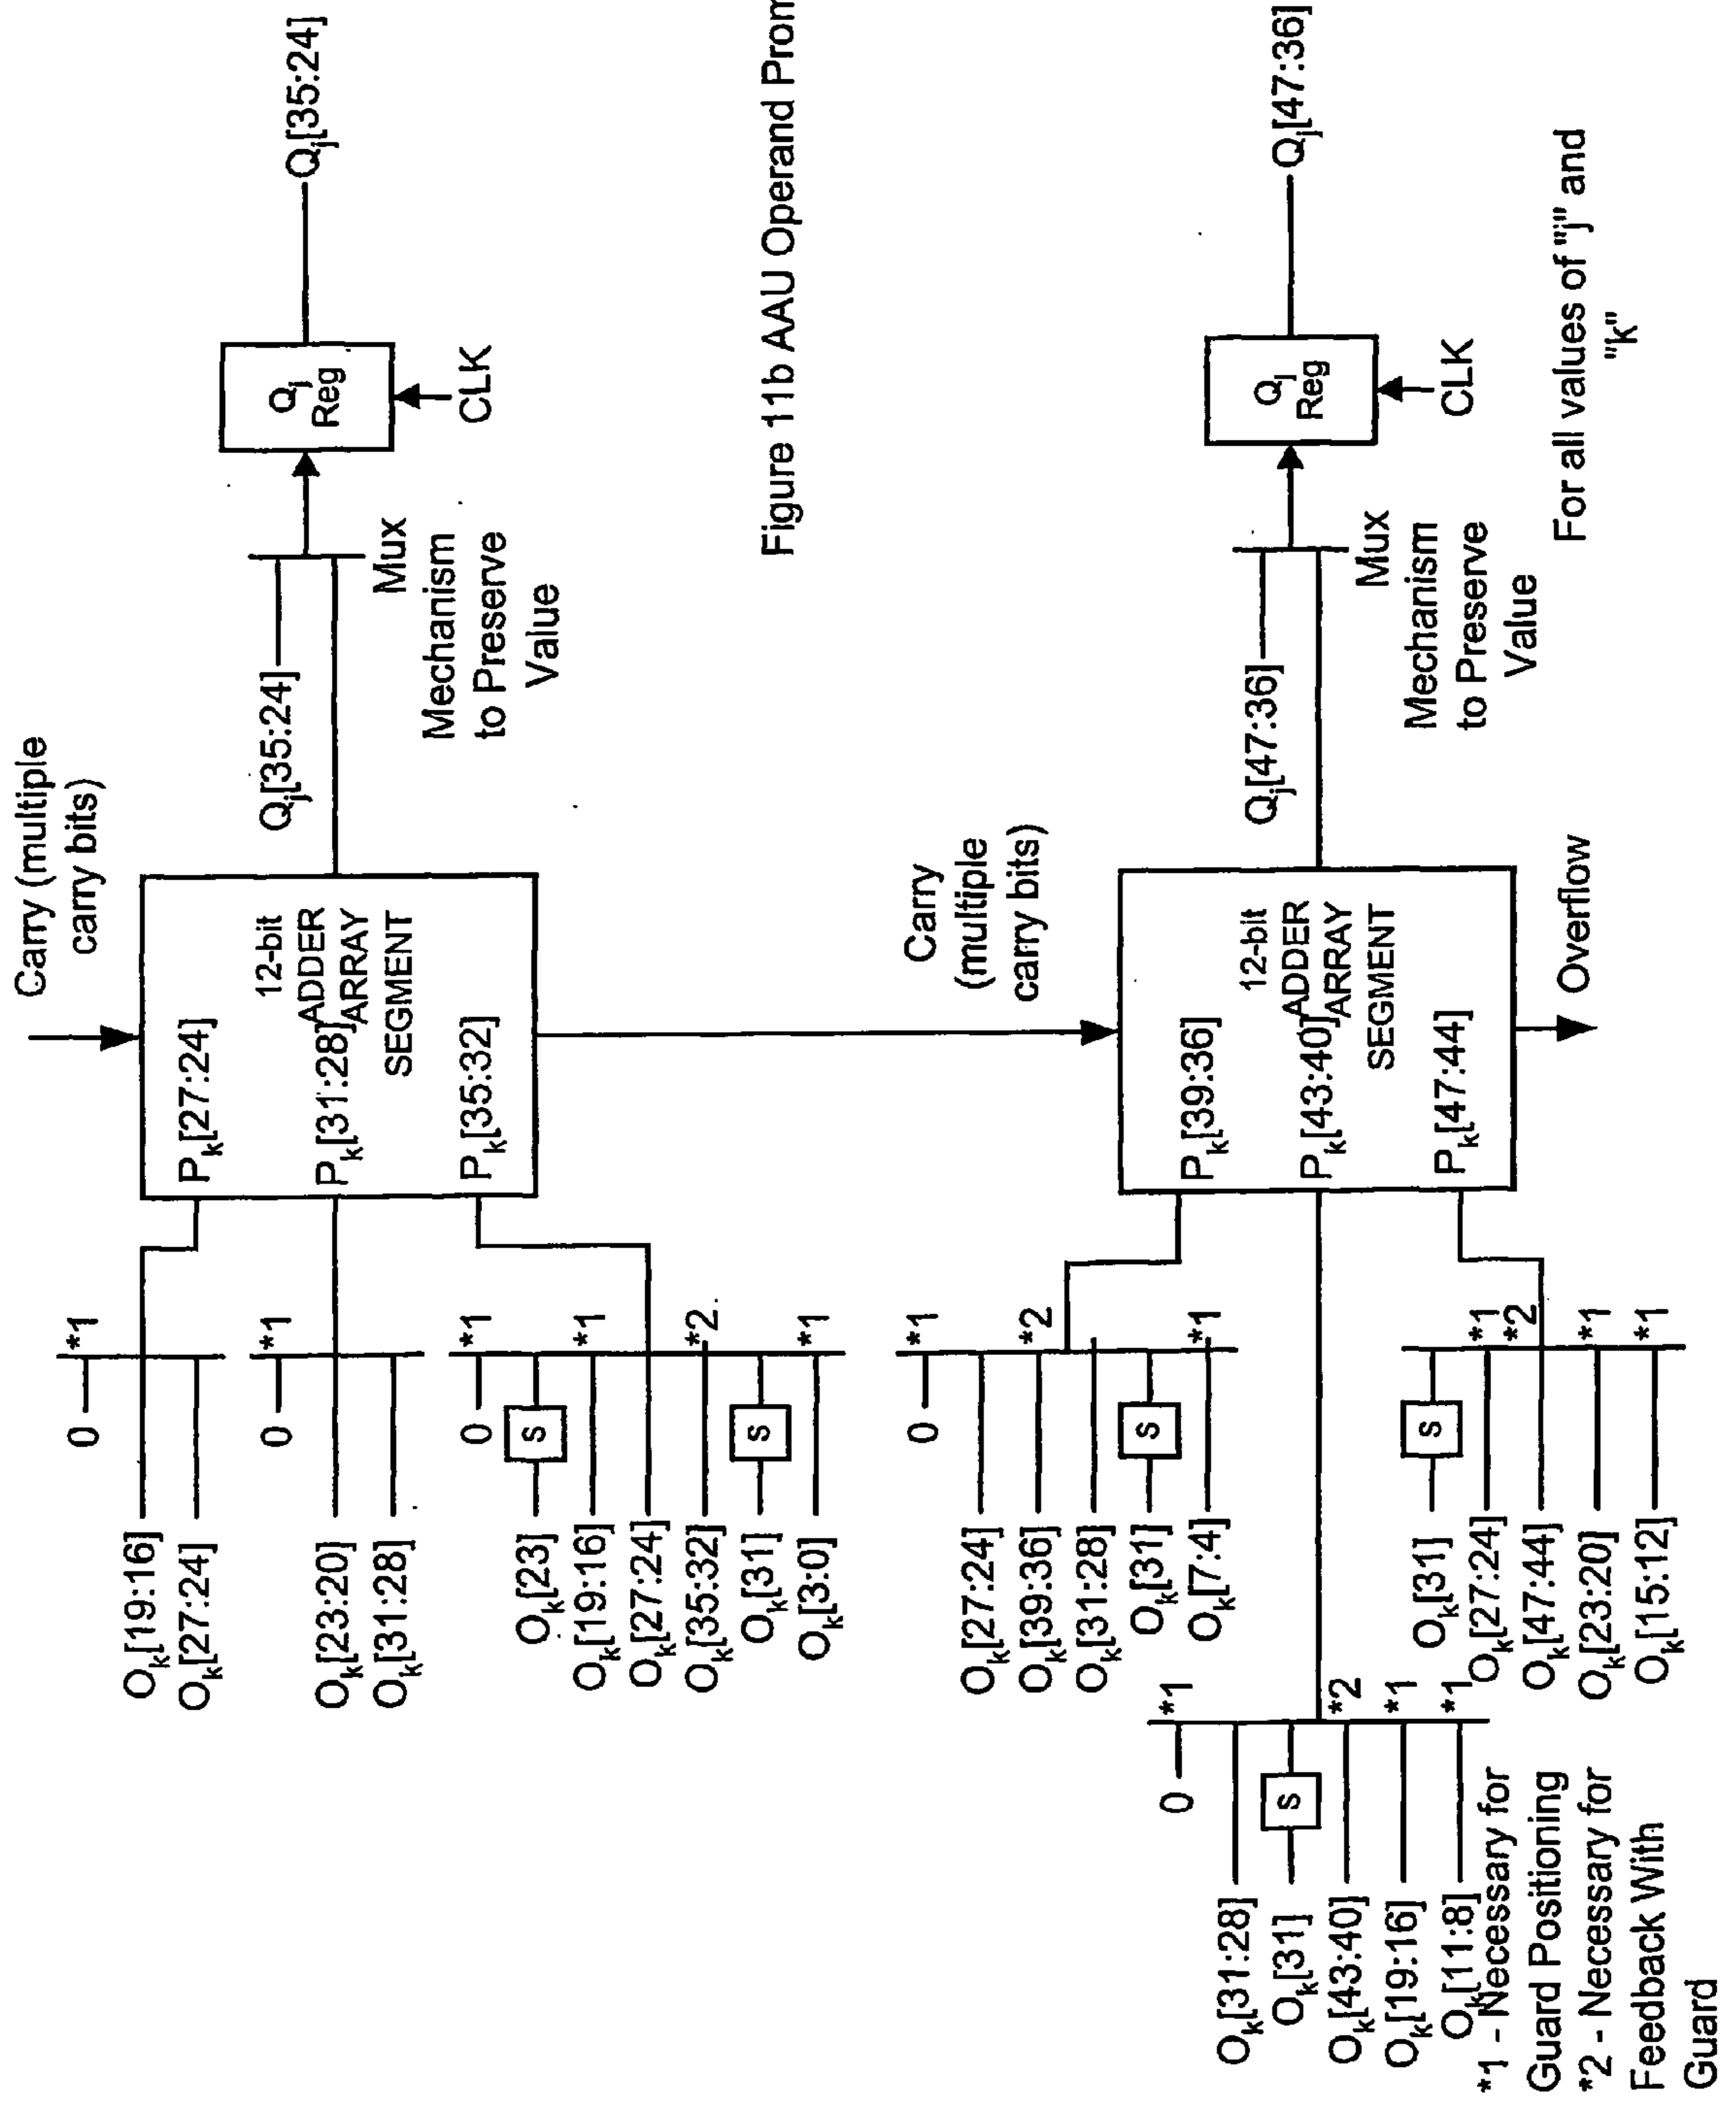 Carry (multiple
carry bits)
O_k[19:16]
O_k[27:24]
0
*1
P_k[27:24]
O_k[23:20]
O_k[31:28]
0
*1
P_k[31:28]
12-bit
ADDER
ARRAY
SEGMENT
O_k[23]
O_k[19:16]
O_k[27:24]
O_k[35:32]
O_k[31]
O_k[3:0]
0
s
s
*1
*1
*2
*1
P_k[35:32]
Q_j[35:24]
Mux
Mechanism
to Preserve
Value
Q_j
Reg
CLK
Q_j[35:24]
Figure 11b AAU Operand Prom
Carry
(multiple
carry bits)
O_k[27:24]
O_k[39:36]
O_k[31:28]
O_k[31]
O_k[7:4]
0
s
*1
*2
*1
P_k[39:36]
O_k[31:28]
O_k[31]
O_k[43:40]
O_k[19:16]
O_k[11:8]
0
s
*1
*2
*1
*1
P_k[43:40]
12-bit
ADDER
ARRAY
SEGMENT
O_k[31]
O_k[27:24]
O_k[47:44]
O_k[23:20]
O_k[15:12]
s
*1
*2
*1
*1
P_k[47:44]
Overflow
Q_j[47:36]
Mux
Mechanism
to Preserve
Value
Q_j
Reg
CLK
Q_j[47:36]
For all values of "j" and
"k"
*1 - Necessary for
Guard Positioning
*2 - Necessary for
Feedback With
Guard